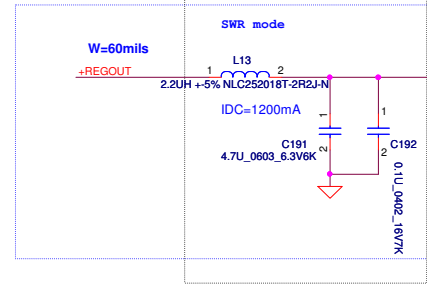 SWR mode
W=60mils
L13
+REGOUT
1
2
2.2UH +-5% NLC252018T-2R2J-N
IDC=1200mA
1
1
C191
C192
2
2
4.7U_0603_6.3V6K
0.1U_0402_16V7K